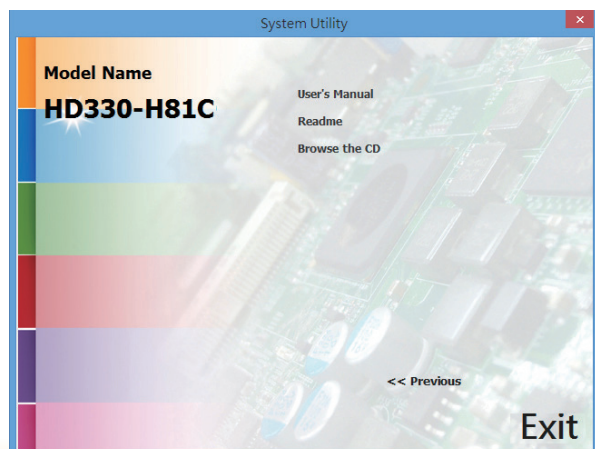 System Utility
Model Name
HD330-H81C
User's Manual
Readme
Browse the CD
<< Previous
Exit